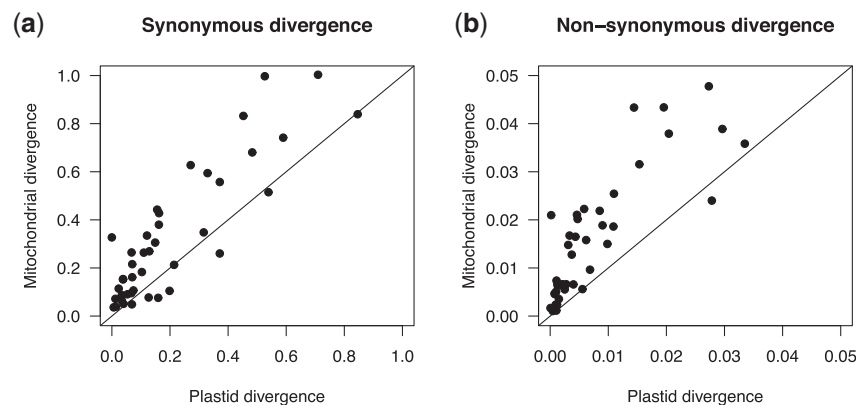 (a) Synonymous divergence
Mitochondrial divergence
1.0
0.8
0.6
0.4
0.2
0.0
0.0 0.2 0.4 0.6 0.8 1.0
Plastid divergence
(b) Non−synonymous divergence
Mitochondrial divergence
0.05
0.04
0.03
0.02
0.01
0.00
0.00 0.01 0.02 0.03 0.04 0.05
Plastid divergence